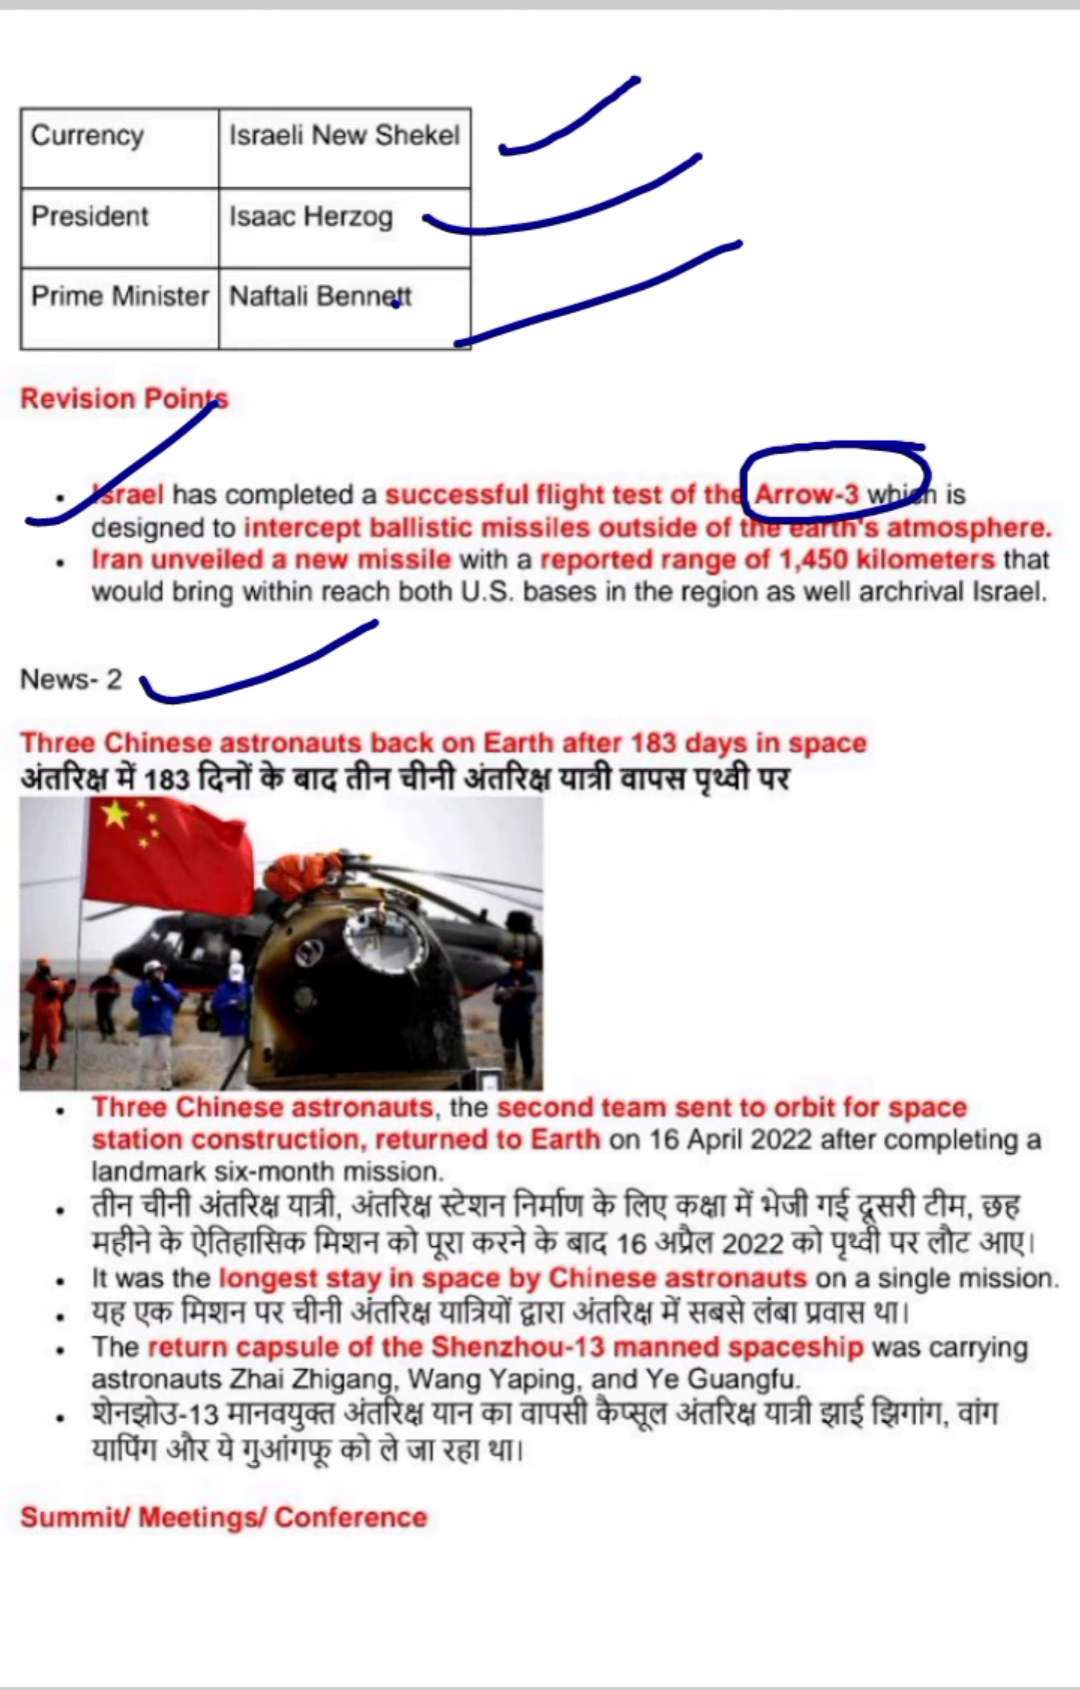 Currency Israeli New Shekel
President Isaac Herzog
Prime Minister Naftali Bennett
Revision Points
• Israel has completed a successful flight test of the Arrow-3 which is
designed to intercept ballistic missiles outside of the earth's atmosphere.
• Iran unveiled a new missile with a reported range of 1,450 kilometers that
would bring within reach both U.S. bases in the region as well archrival Israel.
News- 2
Three Chinese astronauts back on Earth after 183 days in space
अंतरिक्ष में 183 दिनों के बाद तीन चीनी अंतरिक्ष यात्री वापस पृथ्वी पर
• Three Chinese astronauts, the second team sent to orbit for space
station construction, returned to Earth on 16 April 2022 after completing a
landmark six-month mission.
• तीन चीनी अंतरिक्ष यात्री, अंतरिक्ष स्टेशन निर्माण के लिए कक्षा में भेजी गई दूसरी टीम, छह
महीने के ऐतिहासिक मिशन को पूरा करने के बाद 16 अप्रैल 2022 को पृथ्वी पर लौट आए।
• It was the longest stay in space by Chinese astronauts on a single mission.
• यह एक मिशन पर चीनी अंतरिक्ष यात्रियों द्वारा अंतरिक्ष में सबसे लंबा प्रवास था।
• The return capsule of the Shenzhou-13 manned spaceship was carrying
astronauts Zhai Zhigang, Wang Yaping, and Ye Guangfu.
• शेनझोउ-13 मानवयुक्त अंतरिक्ष यान का वापसी कैप्सूल अंतरिक्ष यात्री झाई झिगांग, वांग
यापिंग और ये गुआंगफू को ले जा रहा था।
Summit/ Meetings/ Conference